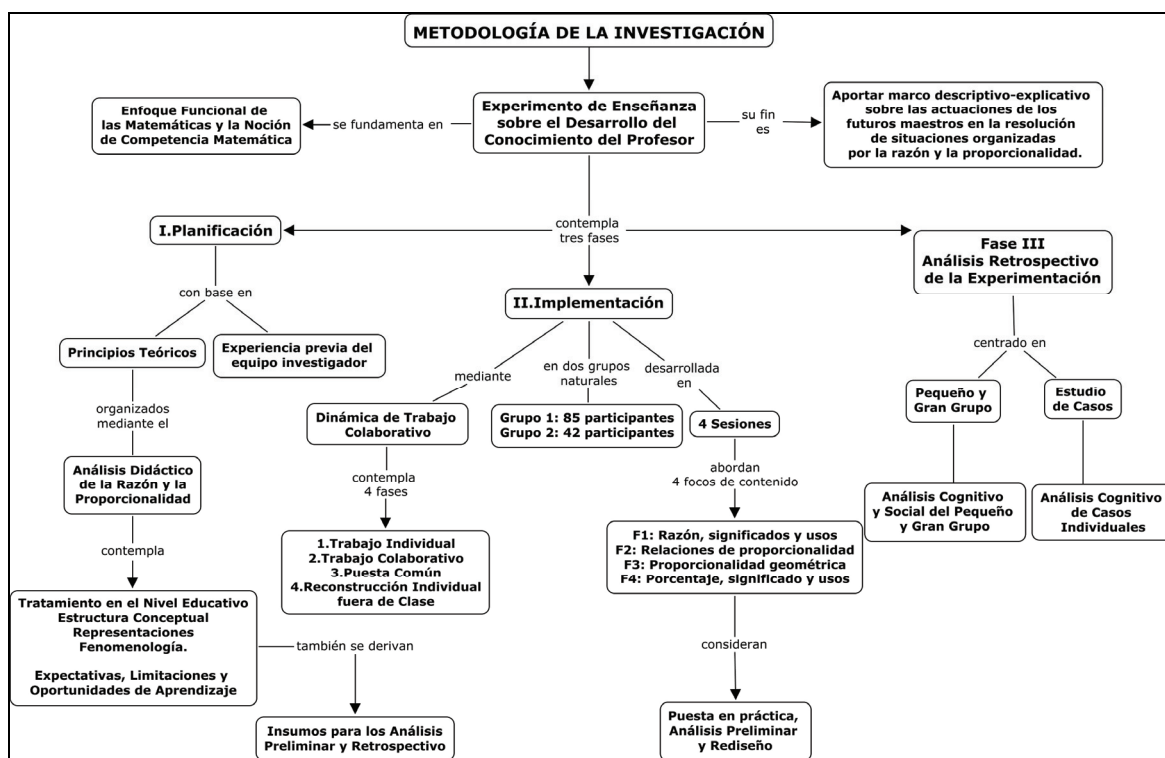 METODOLOGÍA DE LA INVESTIGACIÓN
Enfoque Funcional de
las Matemáticas y la Noción
de Competencia Matemática
se fundamenta en
Experimento de Enseñanza
sobre el Desarrollo del
Conocimiento del Profesor
su fin
es
Aportar marco descriptivo-explicativo
sobre las actuaciones de los
futuros maestros en la resolución
de situaciones organizadas
por la razón y la proporcionalidad.
contempla
tres fases
I.Planificación
con base en
Principios Teóricos
Experiencia previa del
equipo investigador
organizados
mediante el
Análisis Didáctico
de la Razón y la
Proporcionalidad
contempla
Tratamiento en el Nivel Educativo
Estructura Conceptual
Representaciones
Fenomenología.
Expectativas, Limitaciones y
Oportunidades de Aprendizaje
también se derivan
Insumos para los Análisis
Preliminar y Retrospectivo
II.Implementación
mediante
Dinámica de Trabajo
Colaborativo
contempla
4 fases
1.Trabajo Individual
2.Trabajo Colaborativo
3.Puesta Común
4.Reconstrucción Individual
fuera de Clase
en dos grupos
naturales
Grupo 1: 85 participantes
Grupo 2: 42 participantes
desarrollada
en
4 Sesiones
abordan
4 focos de contenido
F1: Razón, significados y usos
F2: Relaciones de proporcionalidad
F3: Proporcionalidad geométrica
F4: Porcentaje, significado y usos
consideran
Puesta en práctica,
Análisis Preliminar
y Rediseño
Fase III
Análisis Retrospectivo
de la Experimentación
centrado en
Pequeño y
Gran Grupo
Estudio
de Casos
Análisis Cognitivo
y Social del Pequeño
y Gran Grupo
Análisis Cognitivo
de Casos
Individuales